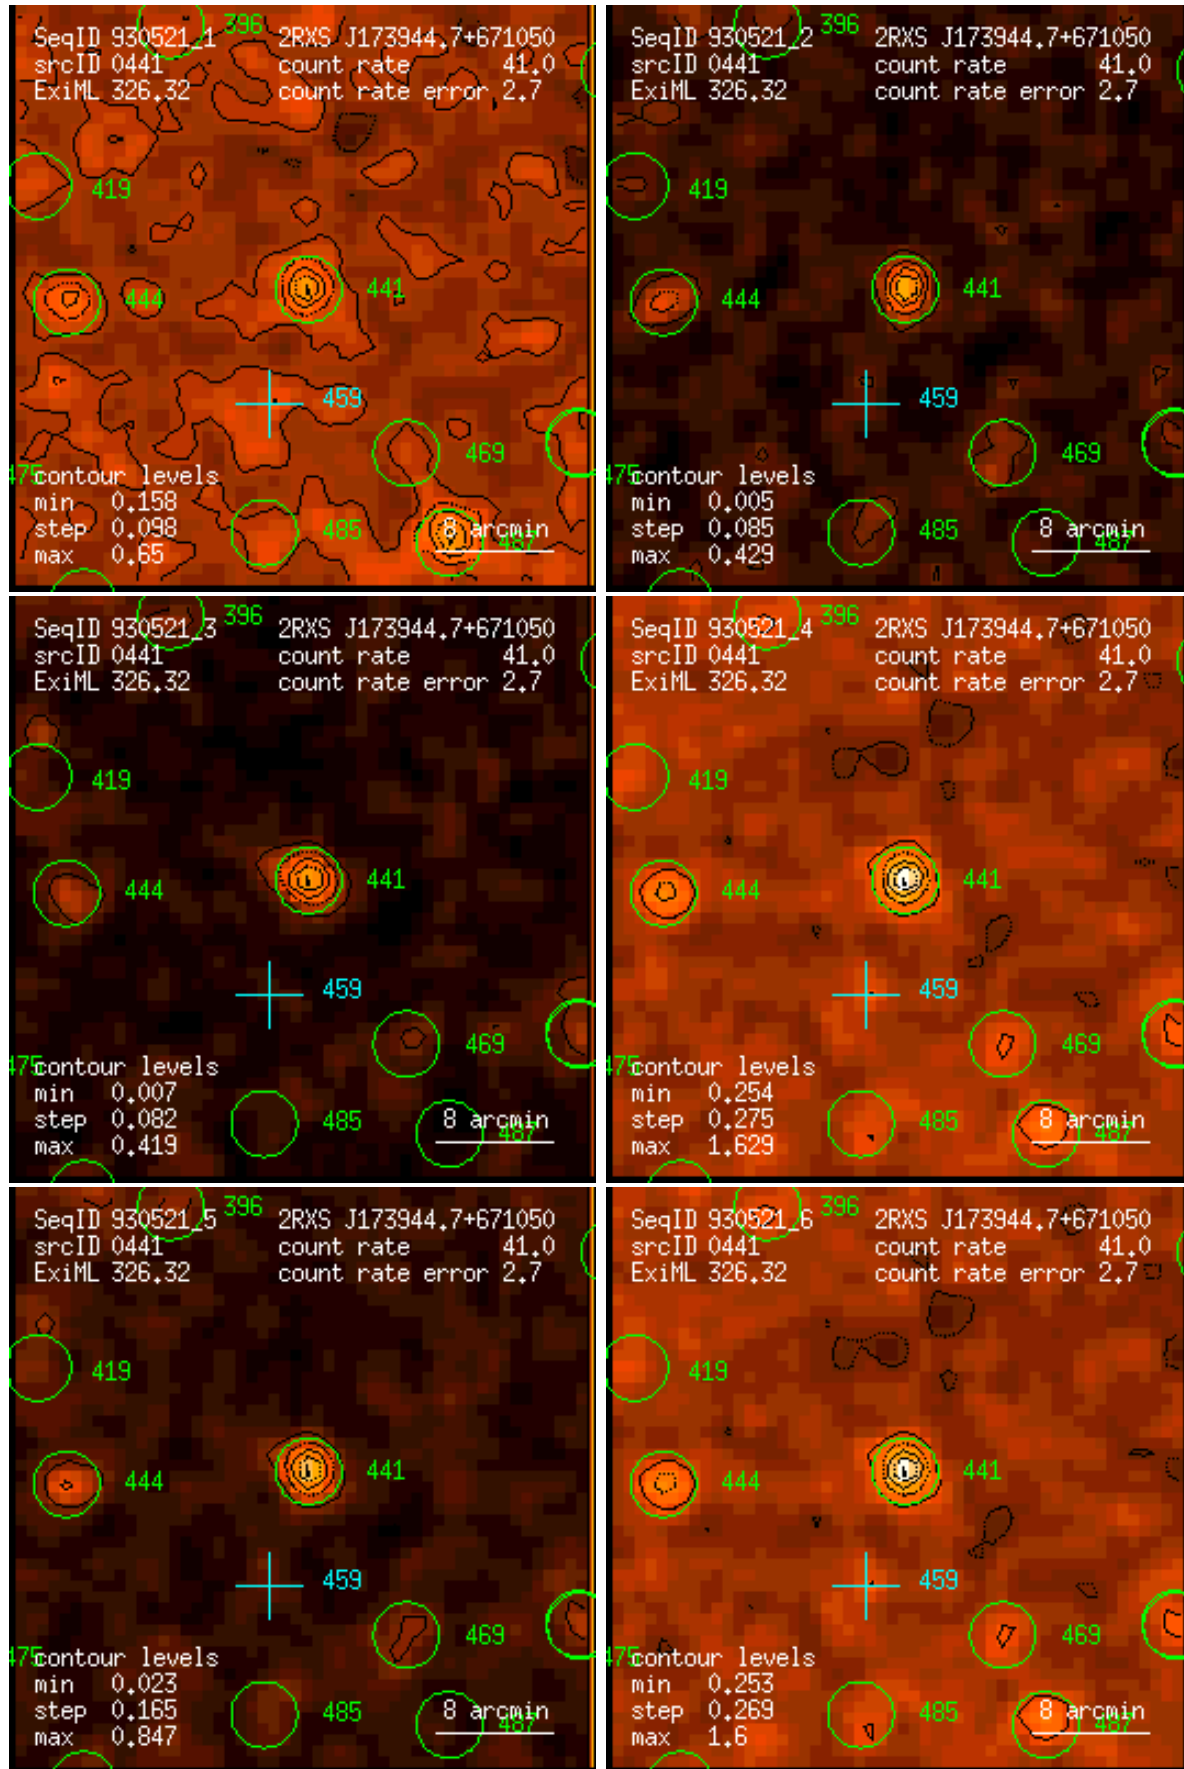 396
SeqID 930521_1 2RXS J173944.7+671050
srcID 0441 count rate 41.0
ExiML 326.32 count rate error 2.7
419
444
441
459
469
475
contour levels
min 0.158
step 0.098
max 0.65
485
8 arcmin
487
396
SeqID 930521_2 2RXS J173944.7+671050
srcID 0441 count rate 41.0
ExiML 326.32 count rate error 2.7
419
444
441
459
469
475
contour levels
min 0.005
step 0.085
max 0.429
485
8 arcmin
487
396
SeqID 930521_3 2RXS J173944.7+671050
srcID 0441 count rate 41.0
ExiML 326.32 count rate error 2.7
419
444
441
459
469
475
contour levels
min 0.007
step 0.082
max 0.419
485
8 arcmin
487
396
SeqID 930521_4 2RXS J173944.7+671050
srcID 0441 count rate 41.0
ExiML 326.32 count rate error 2.7
419
444
441
459
469
475
contour levels
min 0.254
step 0.275
max 1.629
485
8 arcmin
487
396
SeqID 930521_5 2RXS J173944.7+671050
srcID 0441 count rate 41.0
ExiML 326.32 count rate error 2.7
419
444
441
459
469
475
contour levels
min 0.023
step 0.165
max 0.847
485
8 arcmin
487
396
SeqID 930521_6 2RXS J173944.7+671050
srcID 0441 count rate 41.0
ExiML 326.32 count rate error 2.7
419
444
441
459
469
475
contour levels
min 0.253
step 0.269
max 1.6
485
8 arcmin
487